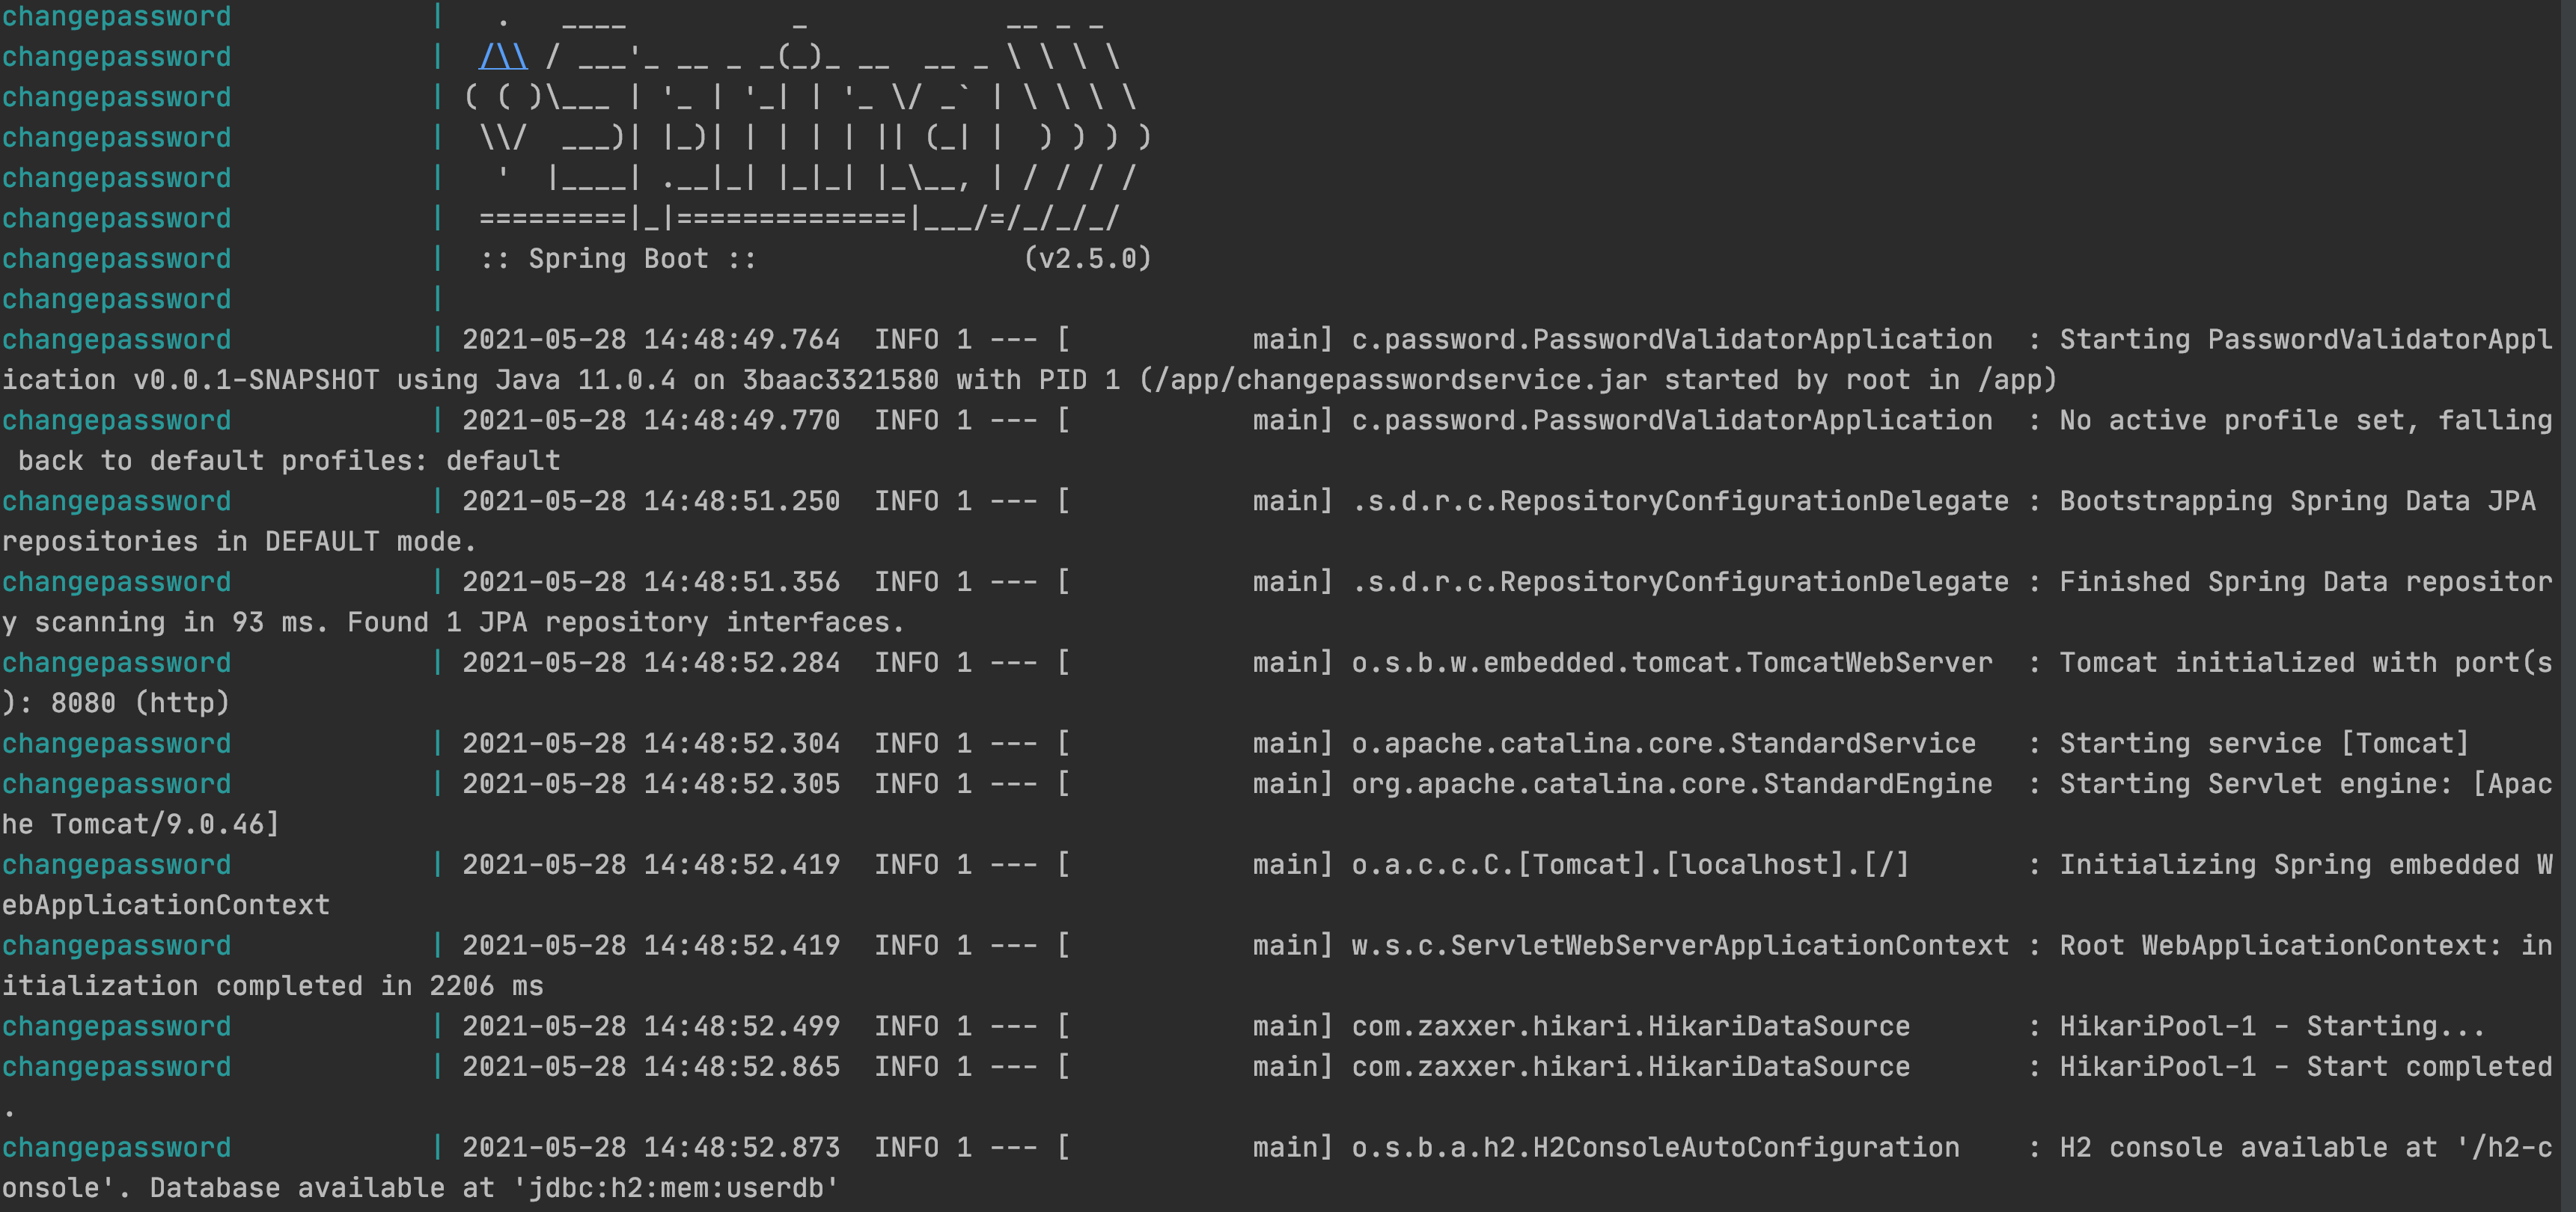 changepassword            |   .   ____          _            __ _ _
changepassword            |  /\\ / ___'_ __ _ _(_)_ __  __ _ \ \ \ \
changepassword            | ( ( )\___ | '_ | '_| | '_ \/ _` | \ \ \ \
changepassword            |  \\/  ___)| |_)| | | | | || (_| |  ) ) ) )
changepassword            |   '  |____| .__|_| |_|_| |_\__, | / / / /
changepassword            |  =========|_|==============|___/=/_/_/_/
changepassword            |  :: Spring Boot ::                (v2.5.0)
changepassword            |
changepassword            | 2021-05-28 14:48:49.764  INFO 1 --- [           main] c.password.PasswordValidatorApplication  : Starting PasswordValidatorAppl
ication v0.0.1-SNAPSHOT using Java 11.0.4 on 3baac3321580 with PID 1 (/app/changepasswordservice.jar started by root in /app)
changepassword            | 2021-05-28 14:48:49.770  INFO 1 --- [           main] c.password.PasswordValidatorApplication  : No active profile set, falling
 back to default profiles: default
changepassword            | 2021-05-28 14:48:51.250  INFO 1 --- [           main] .s.d.r.c.RepositoryConfigurationDelegate : Bootstrapping Spring Data JPA
repositories in DEFAULT mode.
changepassword            | 2021-05-28 14:48:51.356  INFO 1 --- [           main] .s.d.r.c.RepositoryConfigurationDelegate : Finished Spring Data repositor
y scanning in 93 ms. Found 1 JPA repository interfaces.
changepassword            | 2021-05-28 14:48:52.284  INFO 1 --- [           main] o.s.b.w.embedded.tomcat.TomcatWebServer  : Tomcat initialized with port(s
): 8080 (http)
changepassword            | 2021-05-28 14:48:52.304  INFO 1 --- [           main] o.apache.catalina.core.StandardService   : Starting service [Tomcat]
changepassword            | 2021-05-28 14:48:52.305  INFO 1 --- [           main] org.apache.catalina.core.StandardEngine  : Starting Servlet engine: [Apac
he Tomcat/9.0.46]
changepassword            | 2021-05-28 14:48:52.419  INFO 1 --- [           main] o.a.c.c.C.[Tomcat].[localhost].[/]       : Initializing Spring embedded W
ebApplicationContext
changepassword            | 2021-05-28 14:48:52.419  INFO 1 --- [           main] w.s.c.ServletWebServerApplicationContext : Root WebApplicationContext: in
itialization completed in 2206 ms
changepassword            | 2021-05-28 14:48:52.499  INFO 1 --- [           main] com.zaxxer.hikari.HikariDataSource       : HikariPool-1 - Starting...
changepassword            | 2021-05-28 14:48:52.865  INFO 1 --- [           main] com.zaxxer.hikari.HikariDataSource       : HikariPool-1 - Start completed
.
changepassword            | 2021-05-28 14:48:52.873  INFO 1 --- [           main] o.s.b.a.h2.H2ConsoleAutoConfiguration    : H2 console available at '/h2-c
onsole'. Database available at 'jdbc:h2:mem:userdb'